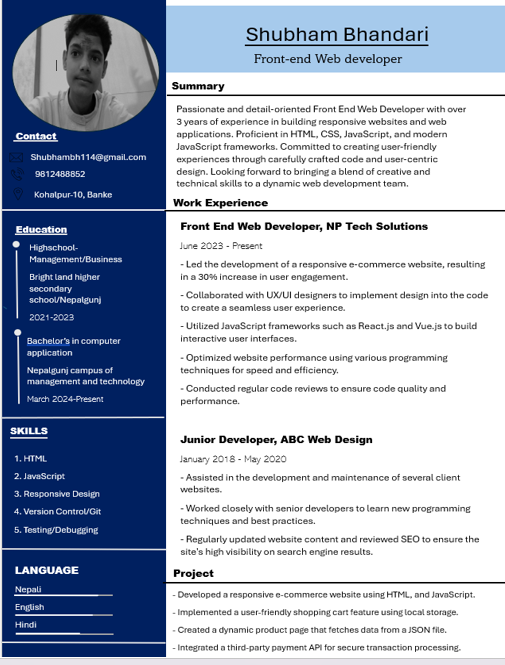 Shubham Bhandari
Front-end Web developer
Contact
Shubhambh114@gmail.com
9812488852
Kohalpur-10, Banke
Education
Highschool-
Management/Business
Bright land higher
secondary
school/Nepalgunj
2021-2023
Bachelor's in computer
application
Nepalgunj campus of
management and technology
March 2024-Present
SKILLS
1. HTML
2. JavaScript
3. Responsive Design
4. Version Control/Git
5. Testing/Debugging
LANGUAGE
Nepali
English
Hindi
Summary
Passionate and detail-oriented Front End Web Developer with over
3 years of experience in building responsive websites and web
applications. Proficient in HTML, CSS, JavaScript, and modern
JavaScript frameworks. Committed to creating user-friendly
experiences through carefully crafted code and user-centric
design. Looking forward to bringing a blend of creative and
technical skills to a dynamic web development team.
Work Experience
Front End Web Developer, NP Tech Solutions
June 2023 - Present
- Led the development of a responsive e-commerce website, resulting
in a 30% increase in user engagement.
- Collaborated with UX/UI designers to implement design into the code
to create a seamless user experience.
- Utilized JavaScript frameworks such as React.js and Vue.js to build
interactive user interfaces.
- Optimized website performance using various programming
techniques for speed and efficiency.
- Conducted regular code reviews to ensure code quality and
performance.
Junior Developer, ABC Web Design
January 2018 - May 2020
- Assisted in the development and maintenance of several client
websites.
- Worked closely with senior developers to learn new programming
techniques and best practices.
- Regularly updated website content and reviewed SEO to ensure the
site's high visibility on search engine results.
Project
- Developed a responsive e-commerce website using HTML, and JavaScript.
- Implemented a user-friendly shopping cart feature using local storage.
- Created a dynamic product page that fetches data from a JSON file.
- Integrated a third-party payment API for secure transaction processing.